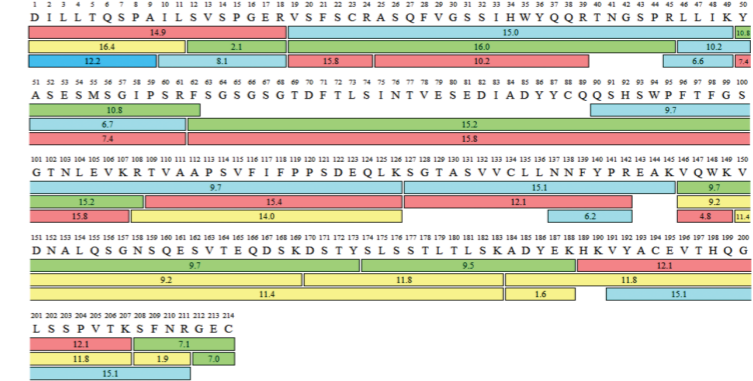 1 2 3 4 5 6 7 8 9 10 11 12 13 14 15 16 17 18 19 20 21 22 23 24 25 26 27 28 29 30 31 32 33 34 35 36 37 38 39 40 41 42 43 44 45 46 47 48 49 50
D I L L T Q S P A I L S V S P G E R V S F S C R A S Q F V G S S I H W Y Q Q R T N G S P R L L I K Y
14.9 15.0 10.8
16.4 2.1 16.0 10.2
12.2 8.1 15.8 10.2 6.6 7.4
51 52 53 54 55 56 57 58 59 60 61 62 63 64 65 66 67 68 69 70 71 72 73 74 75 76 77 78 79 80 81 82 83 84 85 86 87 88 89 90 91 92 93 94 95 96 97 98 99 100
A S E S M S G I P S R F S G S G S G T D F T L S I N T V E S E D I A D Y Y C Q Q S H S W P F T F G S
10.8 9.7
6.7 15.2
7.4 15.8
101 102 103 104 105 106 107 108 109 110 111 112 113 114 115 116 117 118 119 120 121 122 123 124 125 126 127 128 129 130 131 132 133 134 135 136 137 138 139 140 141 142 143 144 145 146 147 148 149 150
G T N L E V K R T V A A P S V F I F P P S D E Q L K S G T A S V V C L L N N F Y P R E A K V Q W K V
9.7 15.1 9.7
15.2 15.4 12.1 9.2
15.8 14.0 6.2 4.8 11.4
151 152 153 154 155 156 157 158 159 160 161 162 163 164 165 166 167 168 169 170 171 172 173 174 175 176 177 178 179 180 181 182 183 184 185 186 187 188 189 190 191 192 193 194 195 196 197 198 199 200
D N A L Q S G N S Q E S V T E Q D S K D S T Y S L S S T L T L S K A D Y E K H K V Y A C E V T H Q G
9.7 9.5 12.1
9.2 11.8 11.8
11.4 1.6 15.1
201 202 203 204 205 206 207 208 209 210 211 212 213 214
L S S P V T K S F N R G E C
12.1 7.1
11.8 1.9 7.0
15.1